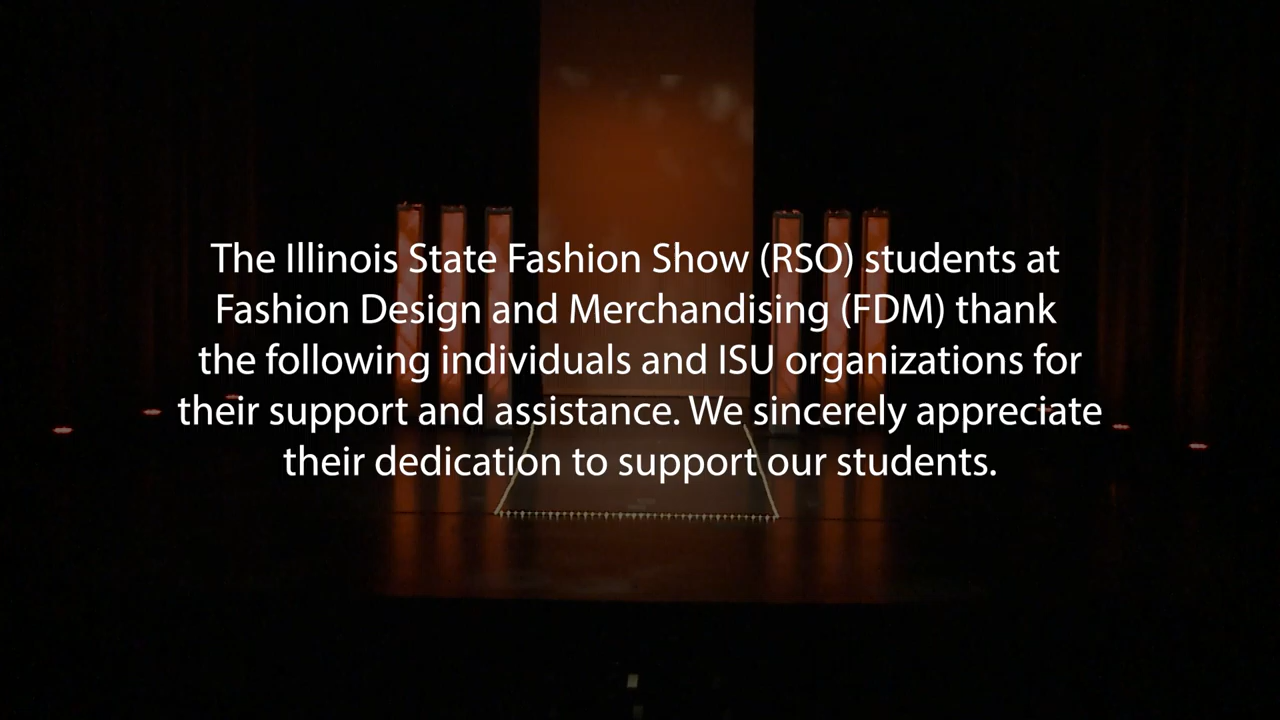 The Illinois State Fashion Show (RSO) students at
Fashion Design and Merchandising (FDM) thank
the following individuals and ISU organizations for
their support and assistance. We sincerely appreciate
their dedication to support our students.